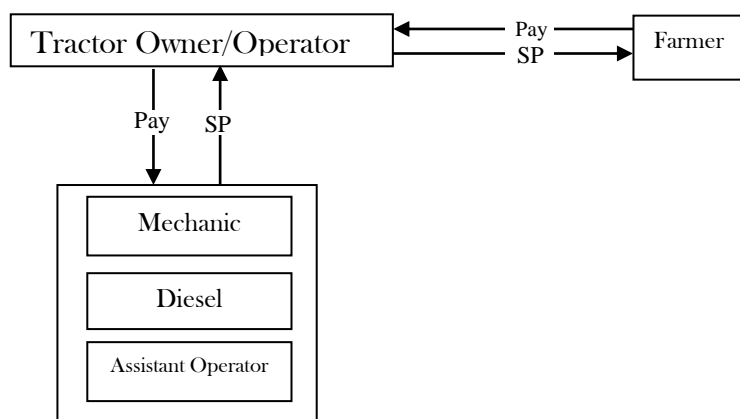 Tractor Owner/Operator
Pay
SP
Farmer
Pay
SP
Mechanic
Diesel
Assistant Operator